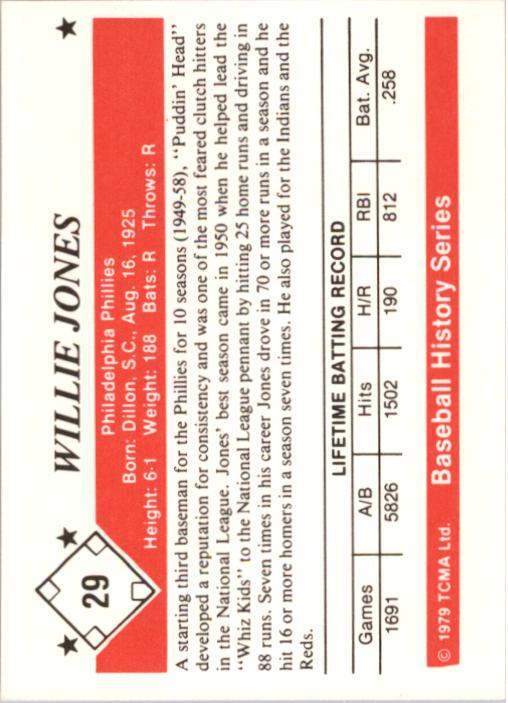 29
WILLIE JONES
Philadelphia Phillies
Born: Dillon, S.C., Aug. 16, 1925
Height: 6-1 Weight: 188 Bats: R Throws: R
A starting third baseman for the Phillies for 10 seasons (1949-58), "Puddin' Head"
developed a reputation for consistency and was one of the most feared clutch hitters
in the National League. Jones' best season came in 1950 when he helped lead the
"Whiz Kids" to the National League pennant by hitting 25 home runs and driving in
88 runs. Seven times in his career Jones drove in 70 or more runs in a season and he
hit 16 or more homers in a season seven times. He also played for the Indians and the
Reds.
LIFETIME BATTING RECORD
Games A/B Hits H/R RBI Bat. Avg.
1691 5826 1502 190 812 .258
© 1979 TCMA Ltd. Baseball History Series